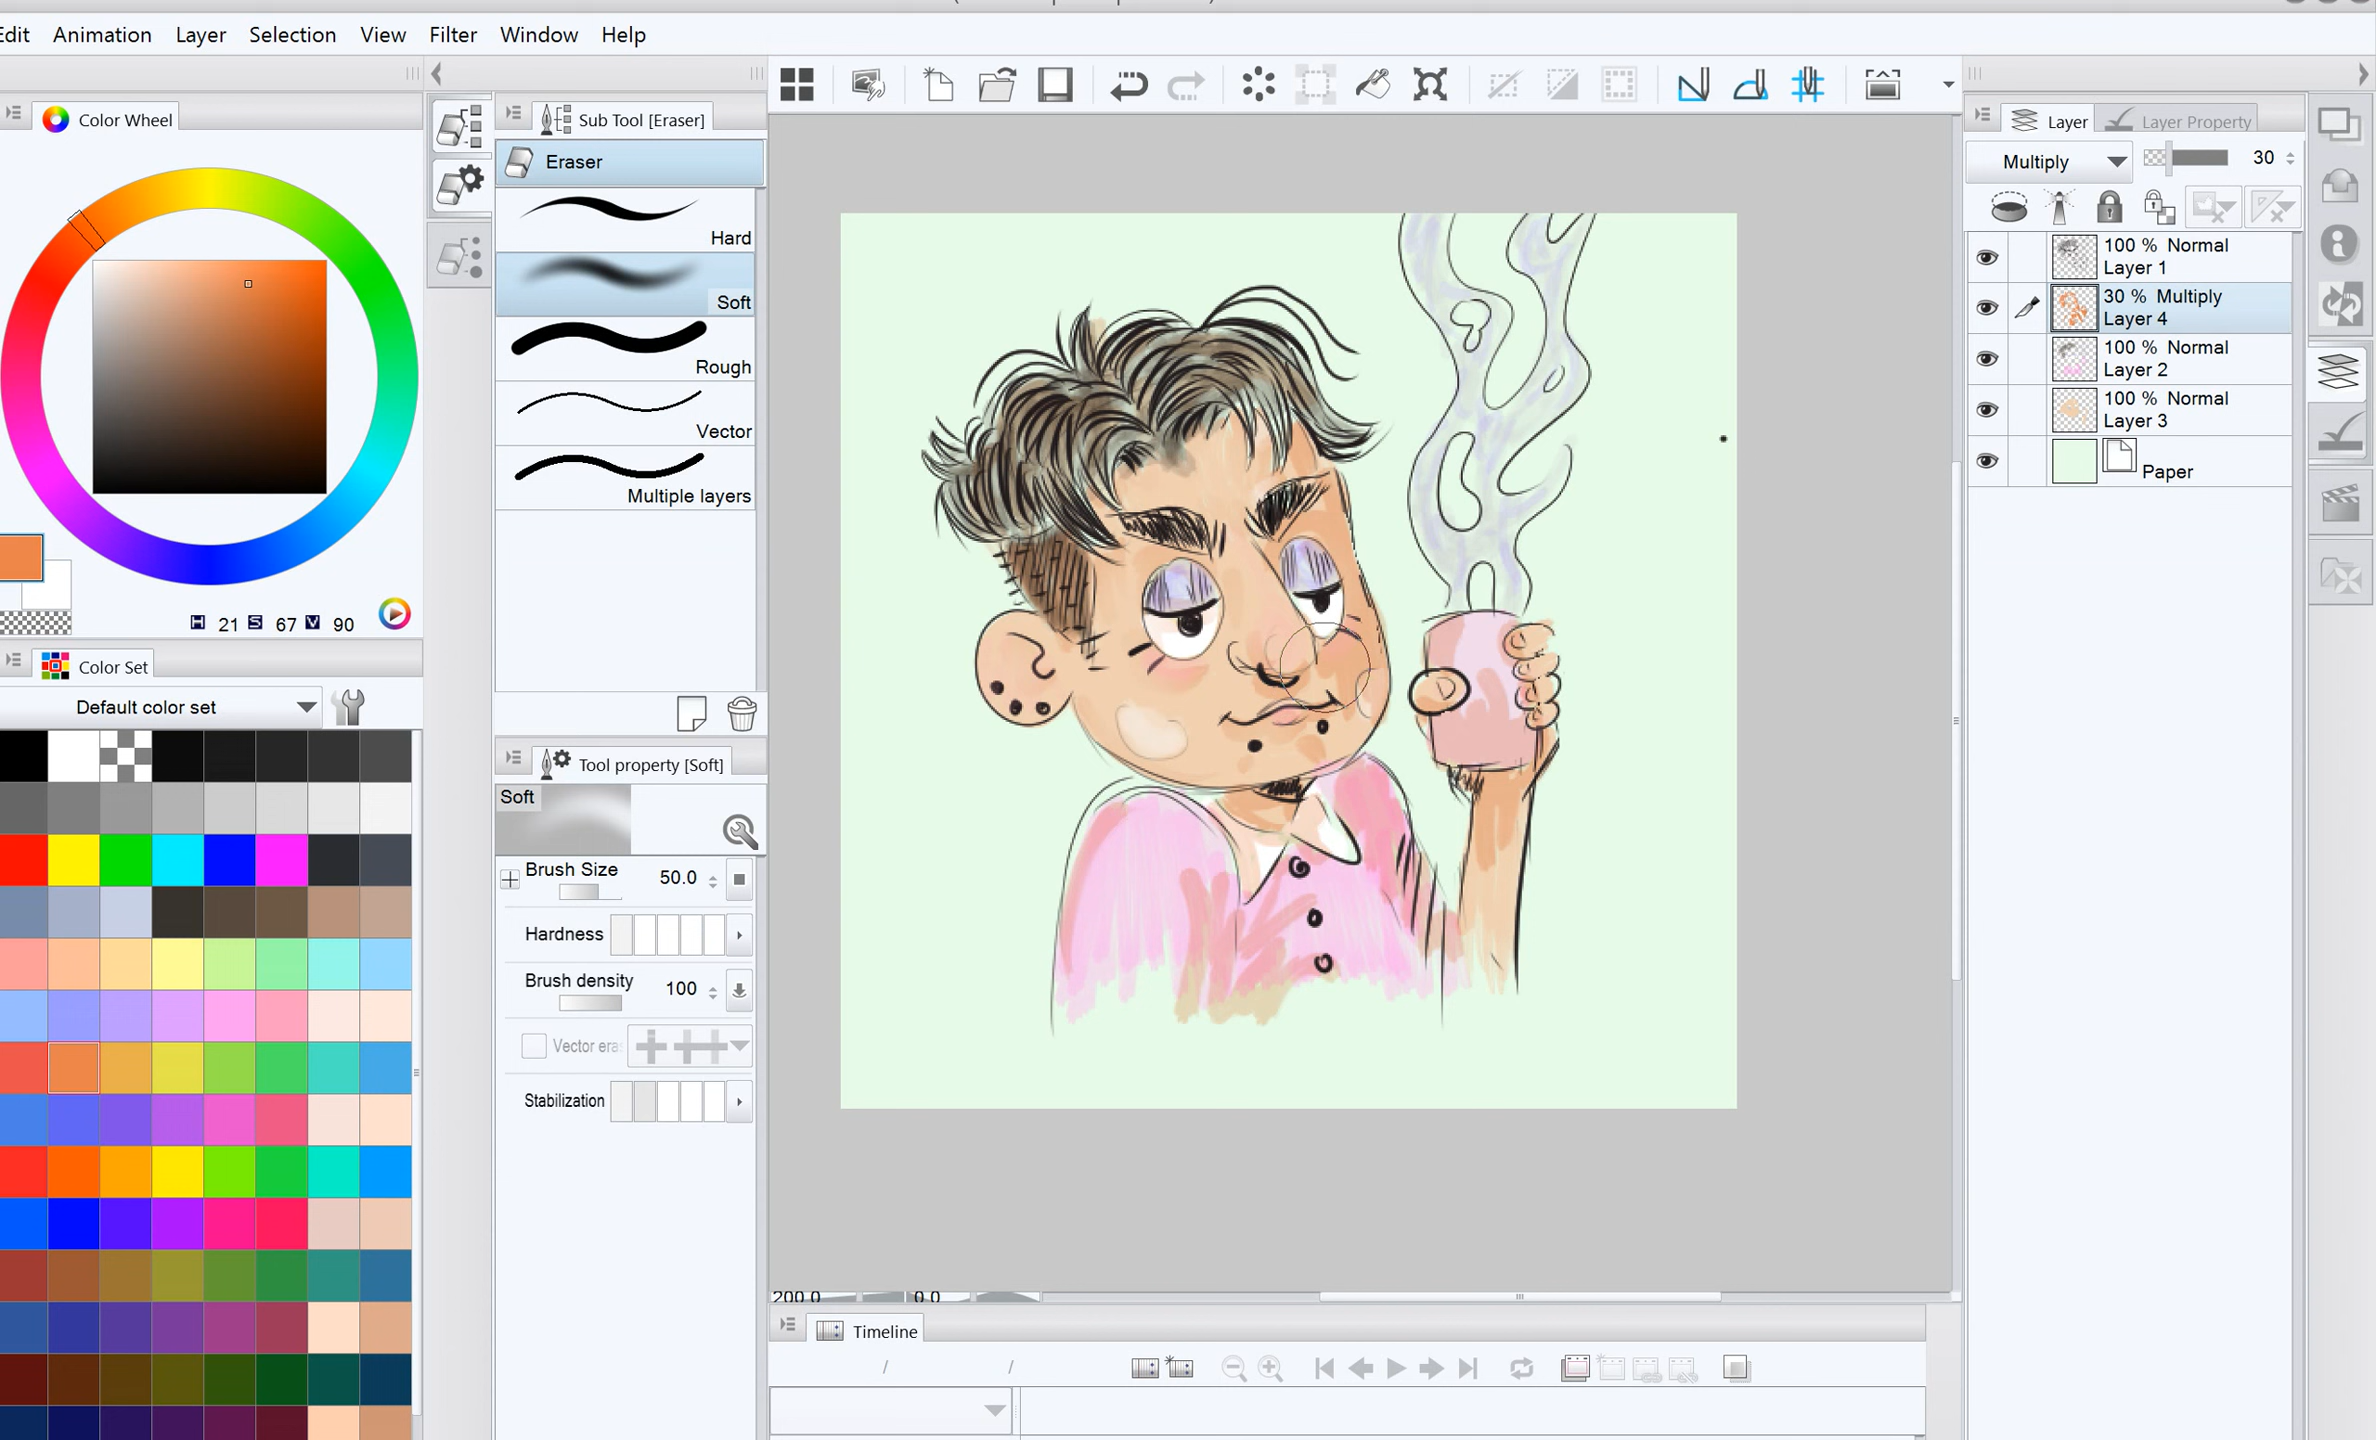 Edit Animation Layer Selection View Filter Window Help
Color Wheel
H 21 S 67 V 90
Color Set
Default color set
Sub Tool [Eraser]
Eraser
Hard
Soft
Rough
Vector
Multiple layers
Tool property [Soft]
Soft
Brush Size 50.0
Hardness
Brush density 100
Vector era
Stabilization
200.0 0.0
Timeline
/ /
Layer Layer Property
Multiply 30
100 % Normal
Layer 1
30 % Multiply
Layer 4
100 % Normal
Layer 2
100 % Normal
Layer 3
Paper